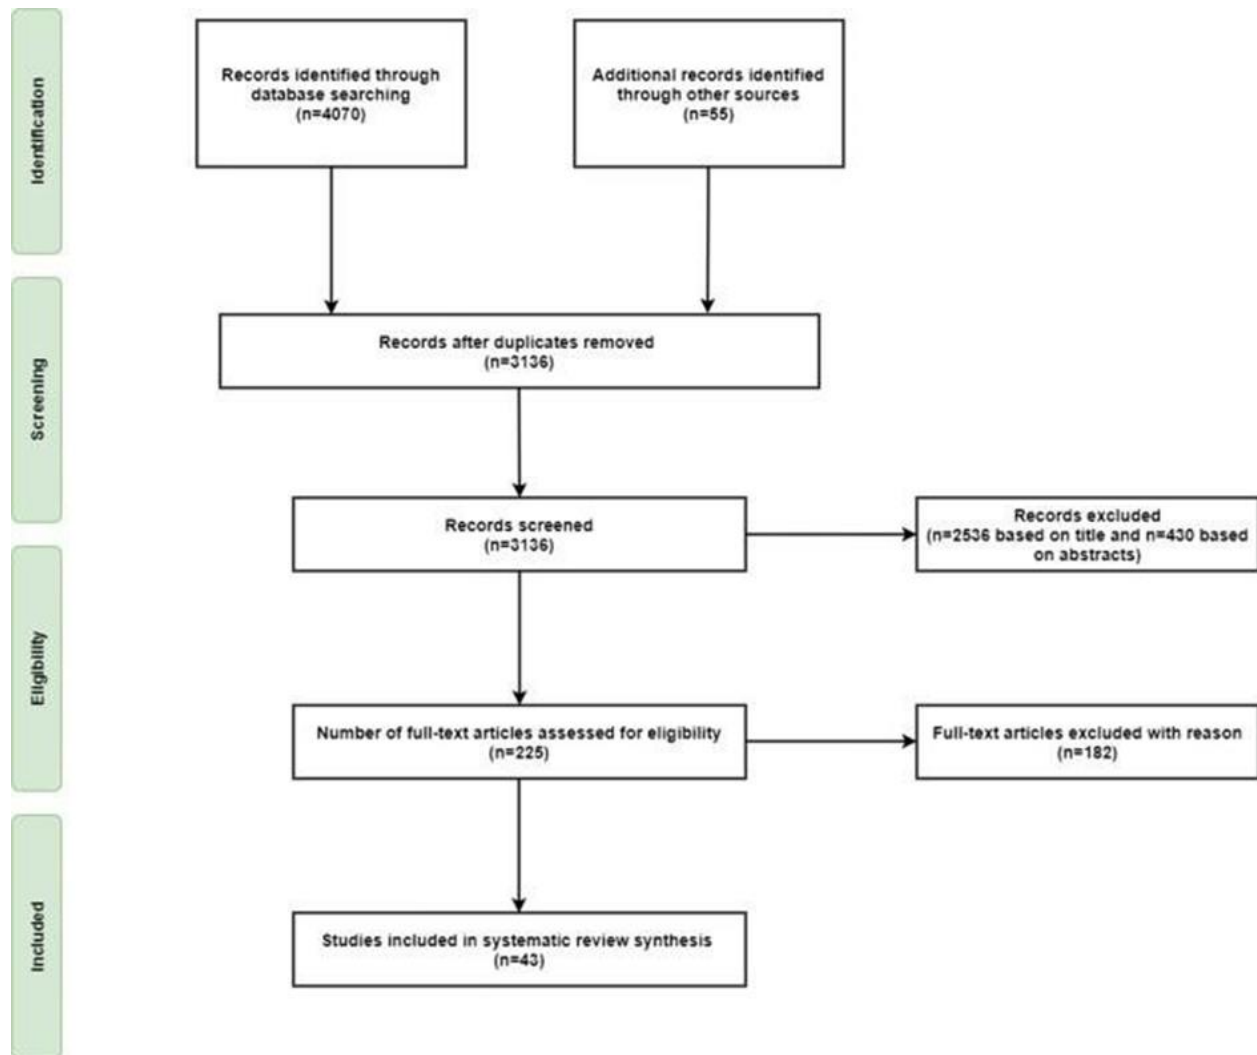 Identification
Records identified through
database searching
(n=4070)
Additional records identified
through other sources
(n=55)
Screening
Records after duplicates removed
(n=3136)
Records screened
(n=3136)
Records excluded
(n=2536 based on title and n=430 based
on abstracts)
Eligibility
Number of full-text articles assessed for eligibility
(n=225)
Full-text articles excluded with reason
(n=182)
Included
Studies included in systematic review synthesis
(n=43)